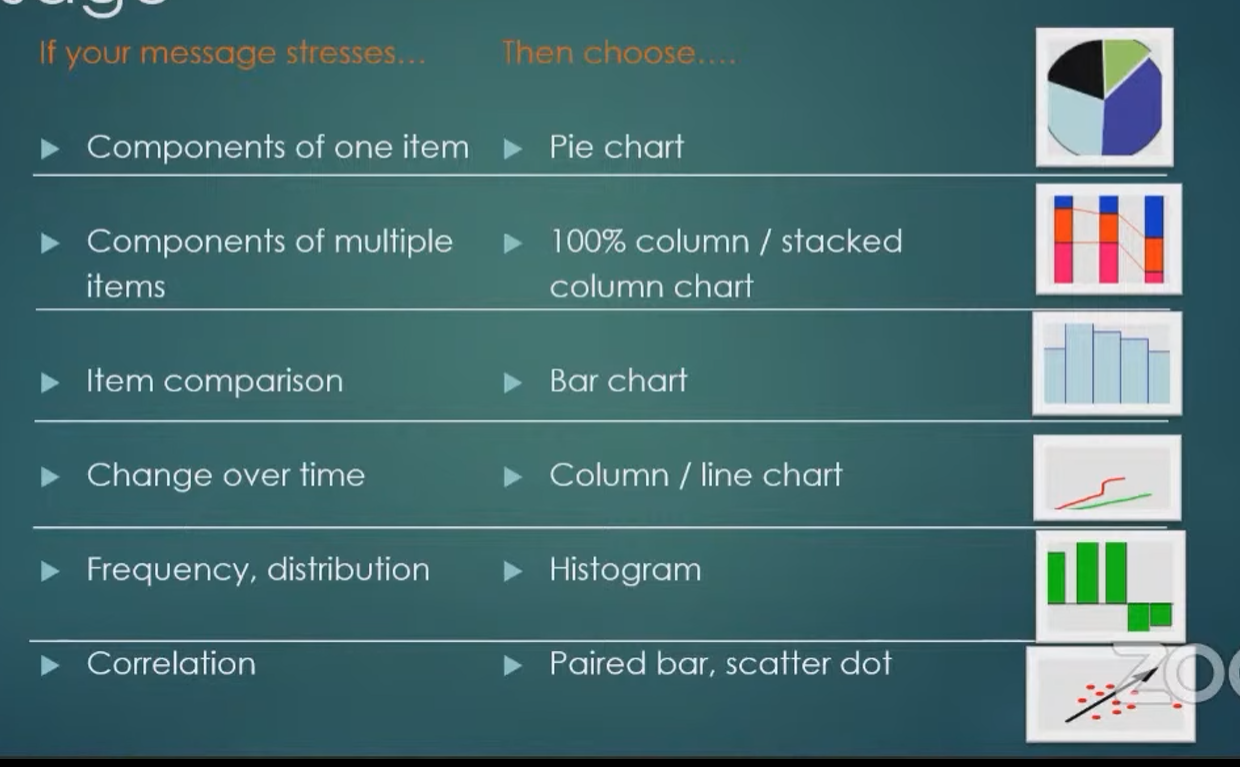 If your message stresses...
Then choose....
Components of one item
Pie chart
Components of multiple
items
100% column / stacked
column chart
Item comparison
Bar chart
Change over time
Column / line chart
Frequency, distribution
Histogram
Correlation
Paired bar, scatter dot